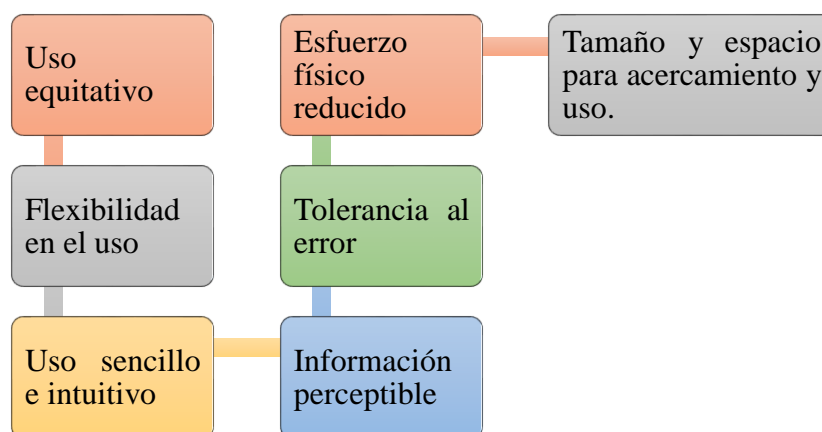 Uso
equitativo
Flexibilidad
en el uso
Uso sencillo
e intuitivo
Información
perceptible
Tolerancia al
error
Esfuerzo
físico
reducido
Tamaño y espacio
para acercamiento y
uso.